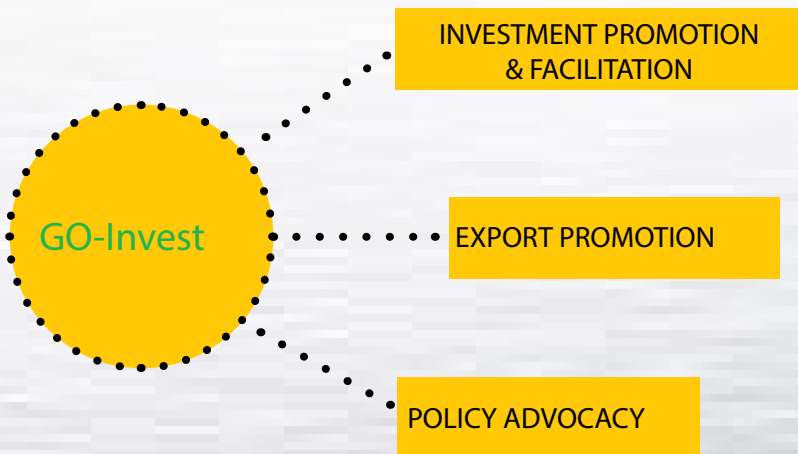 INVESTMENT PROMOTION
& FACILITATION
GO-Invest
EXPORT PROMOTION
POLICY ADVOCACY